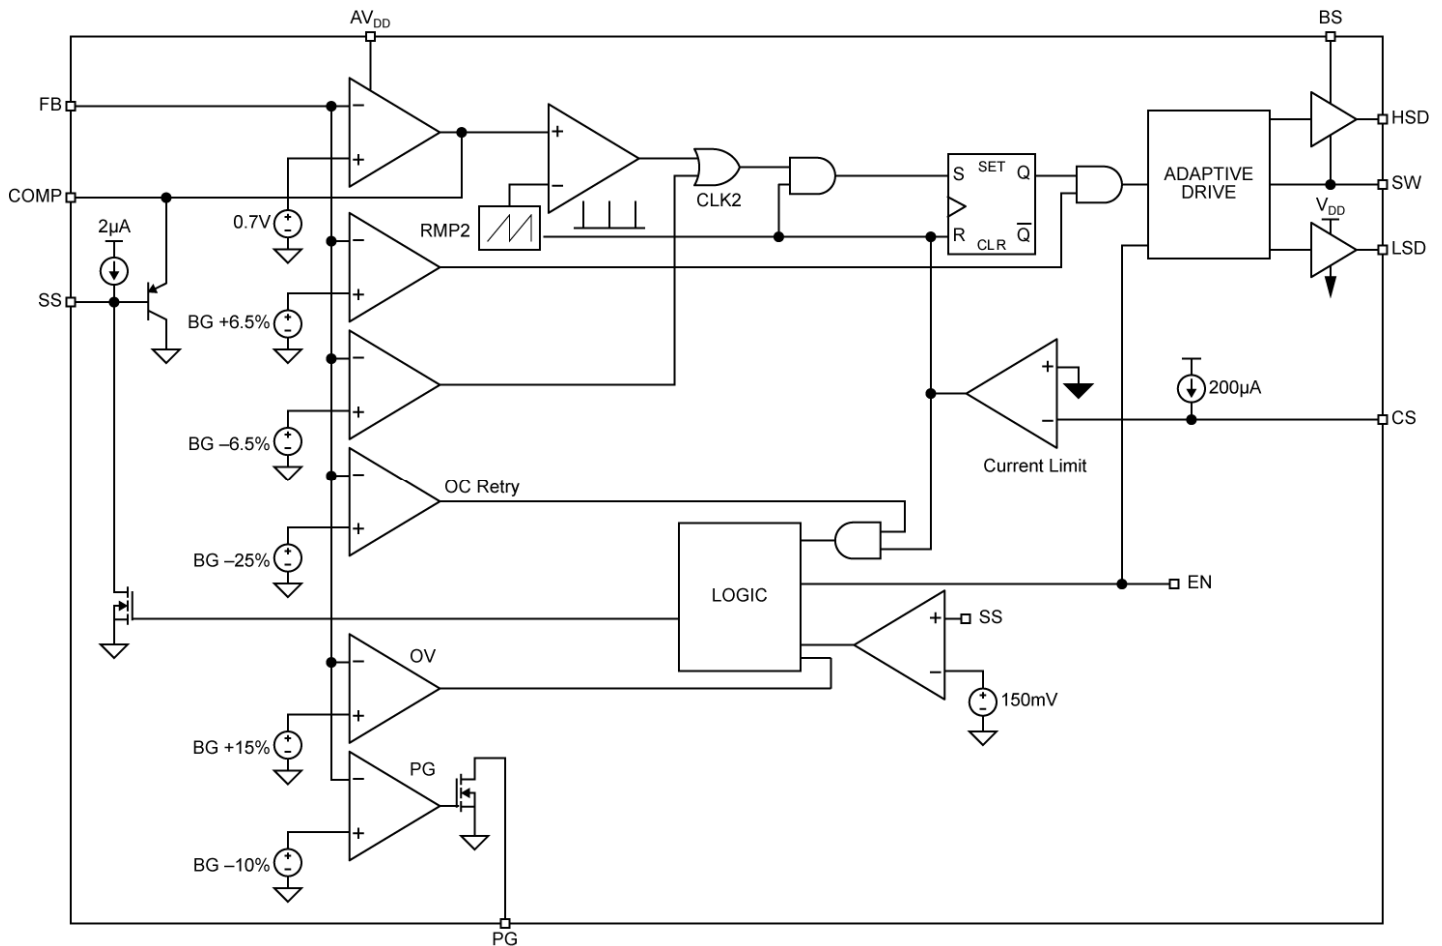 AVDD
BS
FB
−
+
COMP
0.7V
+
−
RMP2
CLK2
S
SET
Q
R
CLR
Q̅
ADAPTIVE
DRIVE
HSD
SW
VDD
LSD
2µA
SS
−
+
BG +6.5%
−
+
BG –6.5%
+
−
Current Limit
200µA
CS
−
+
OC Retry
BG –25%
LOGIC
EN
+
SS
−
150mV
OV
−
+
BG +15%
PG
−
+
BG –10%
PG